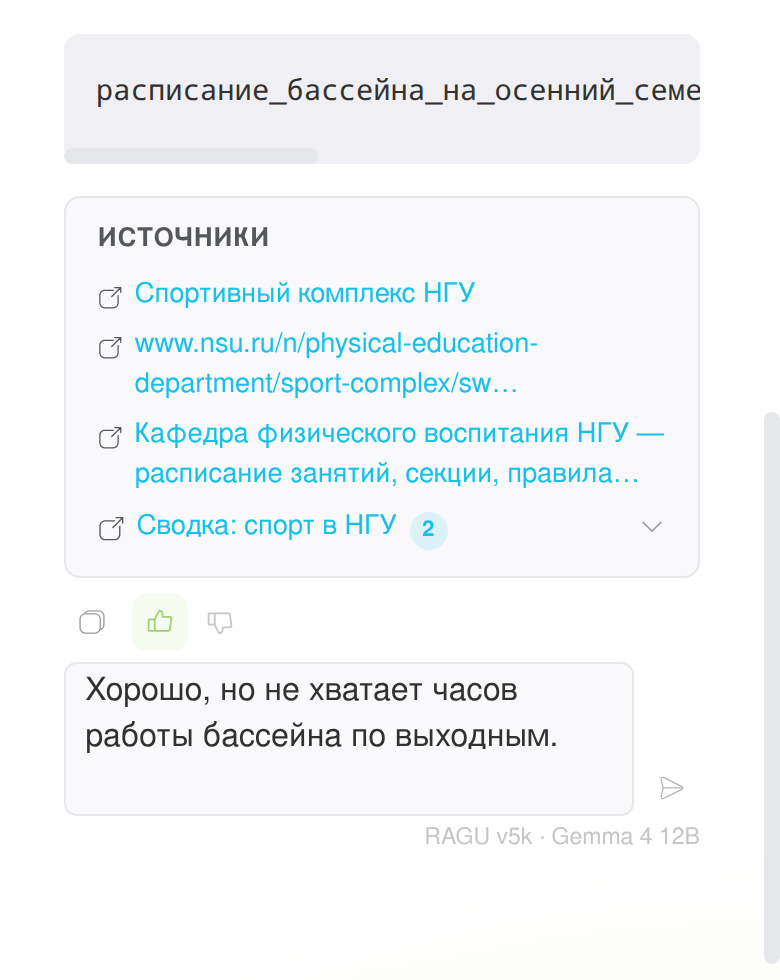 расписание_бассейна_на_осенний_семе
ИСТОЧНИКИ
Спортивный комплекс НГУ
www.nsu.ru/n/physical-education-
department/sport-complex/sw…
Кафедра физического воспитания НГУ —
расписание занятий, секции, правила…
Сводка: спорт в НГУ 2
Хорошо, но не хватает часов
работы бассейна по выходным.
RAGU v5k · Gemma 4 12B